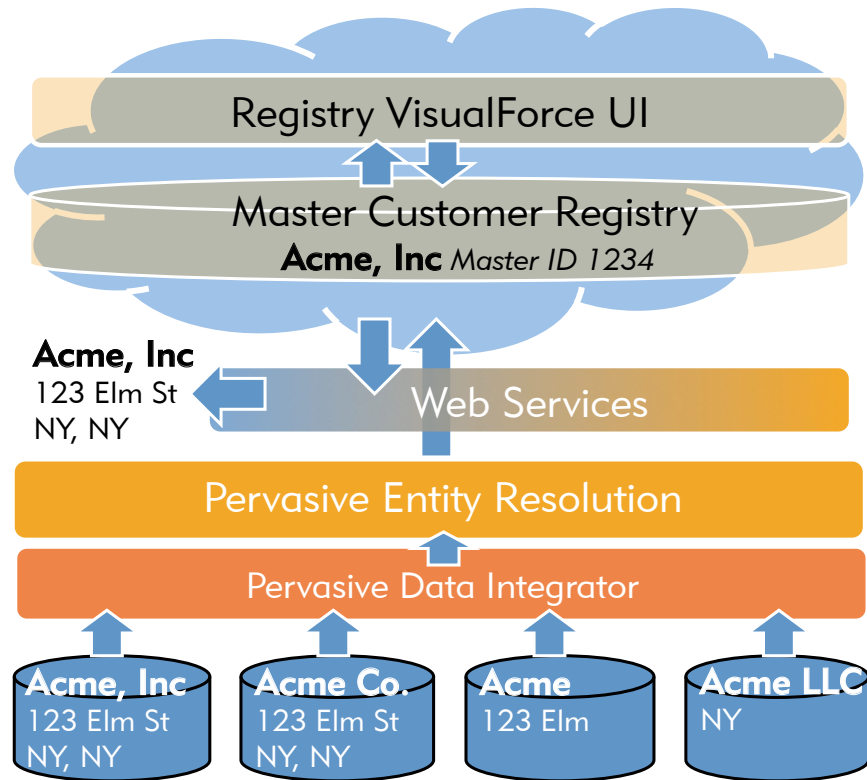 Registry VisualForce UI
Master Customer Registry
Acme, Inc Master ID 1234
Acme, Inc
123 Elm St
NY, NY
Web Services
Pervasive Entity Resolution
Pervasive Data Integrator
Acme, Inc
123 Elm St
NY, NY
Acme Co.
123 Elm St
NY, NY
Acme
123 Elm
Acme LLC
NY